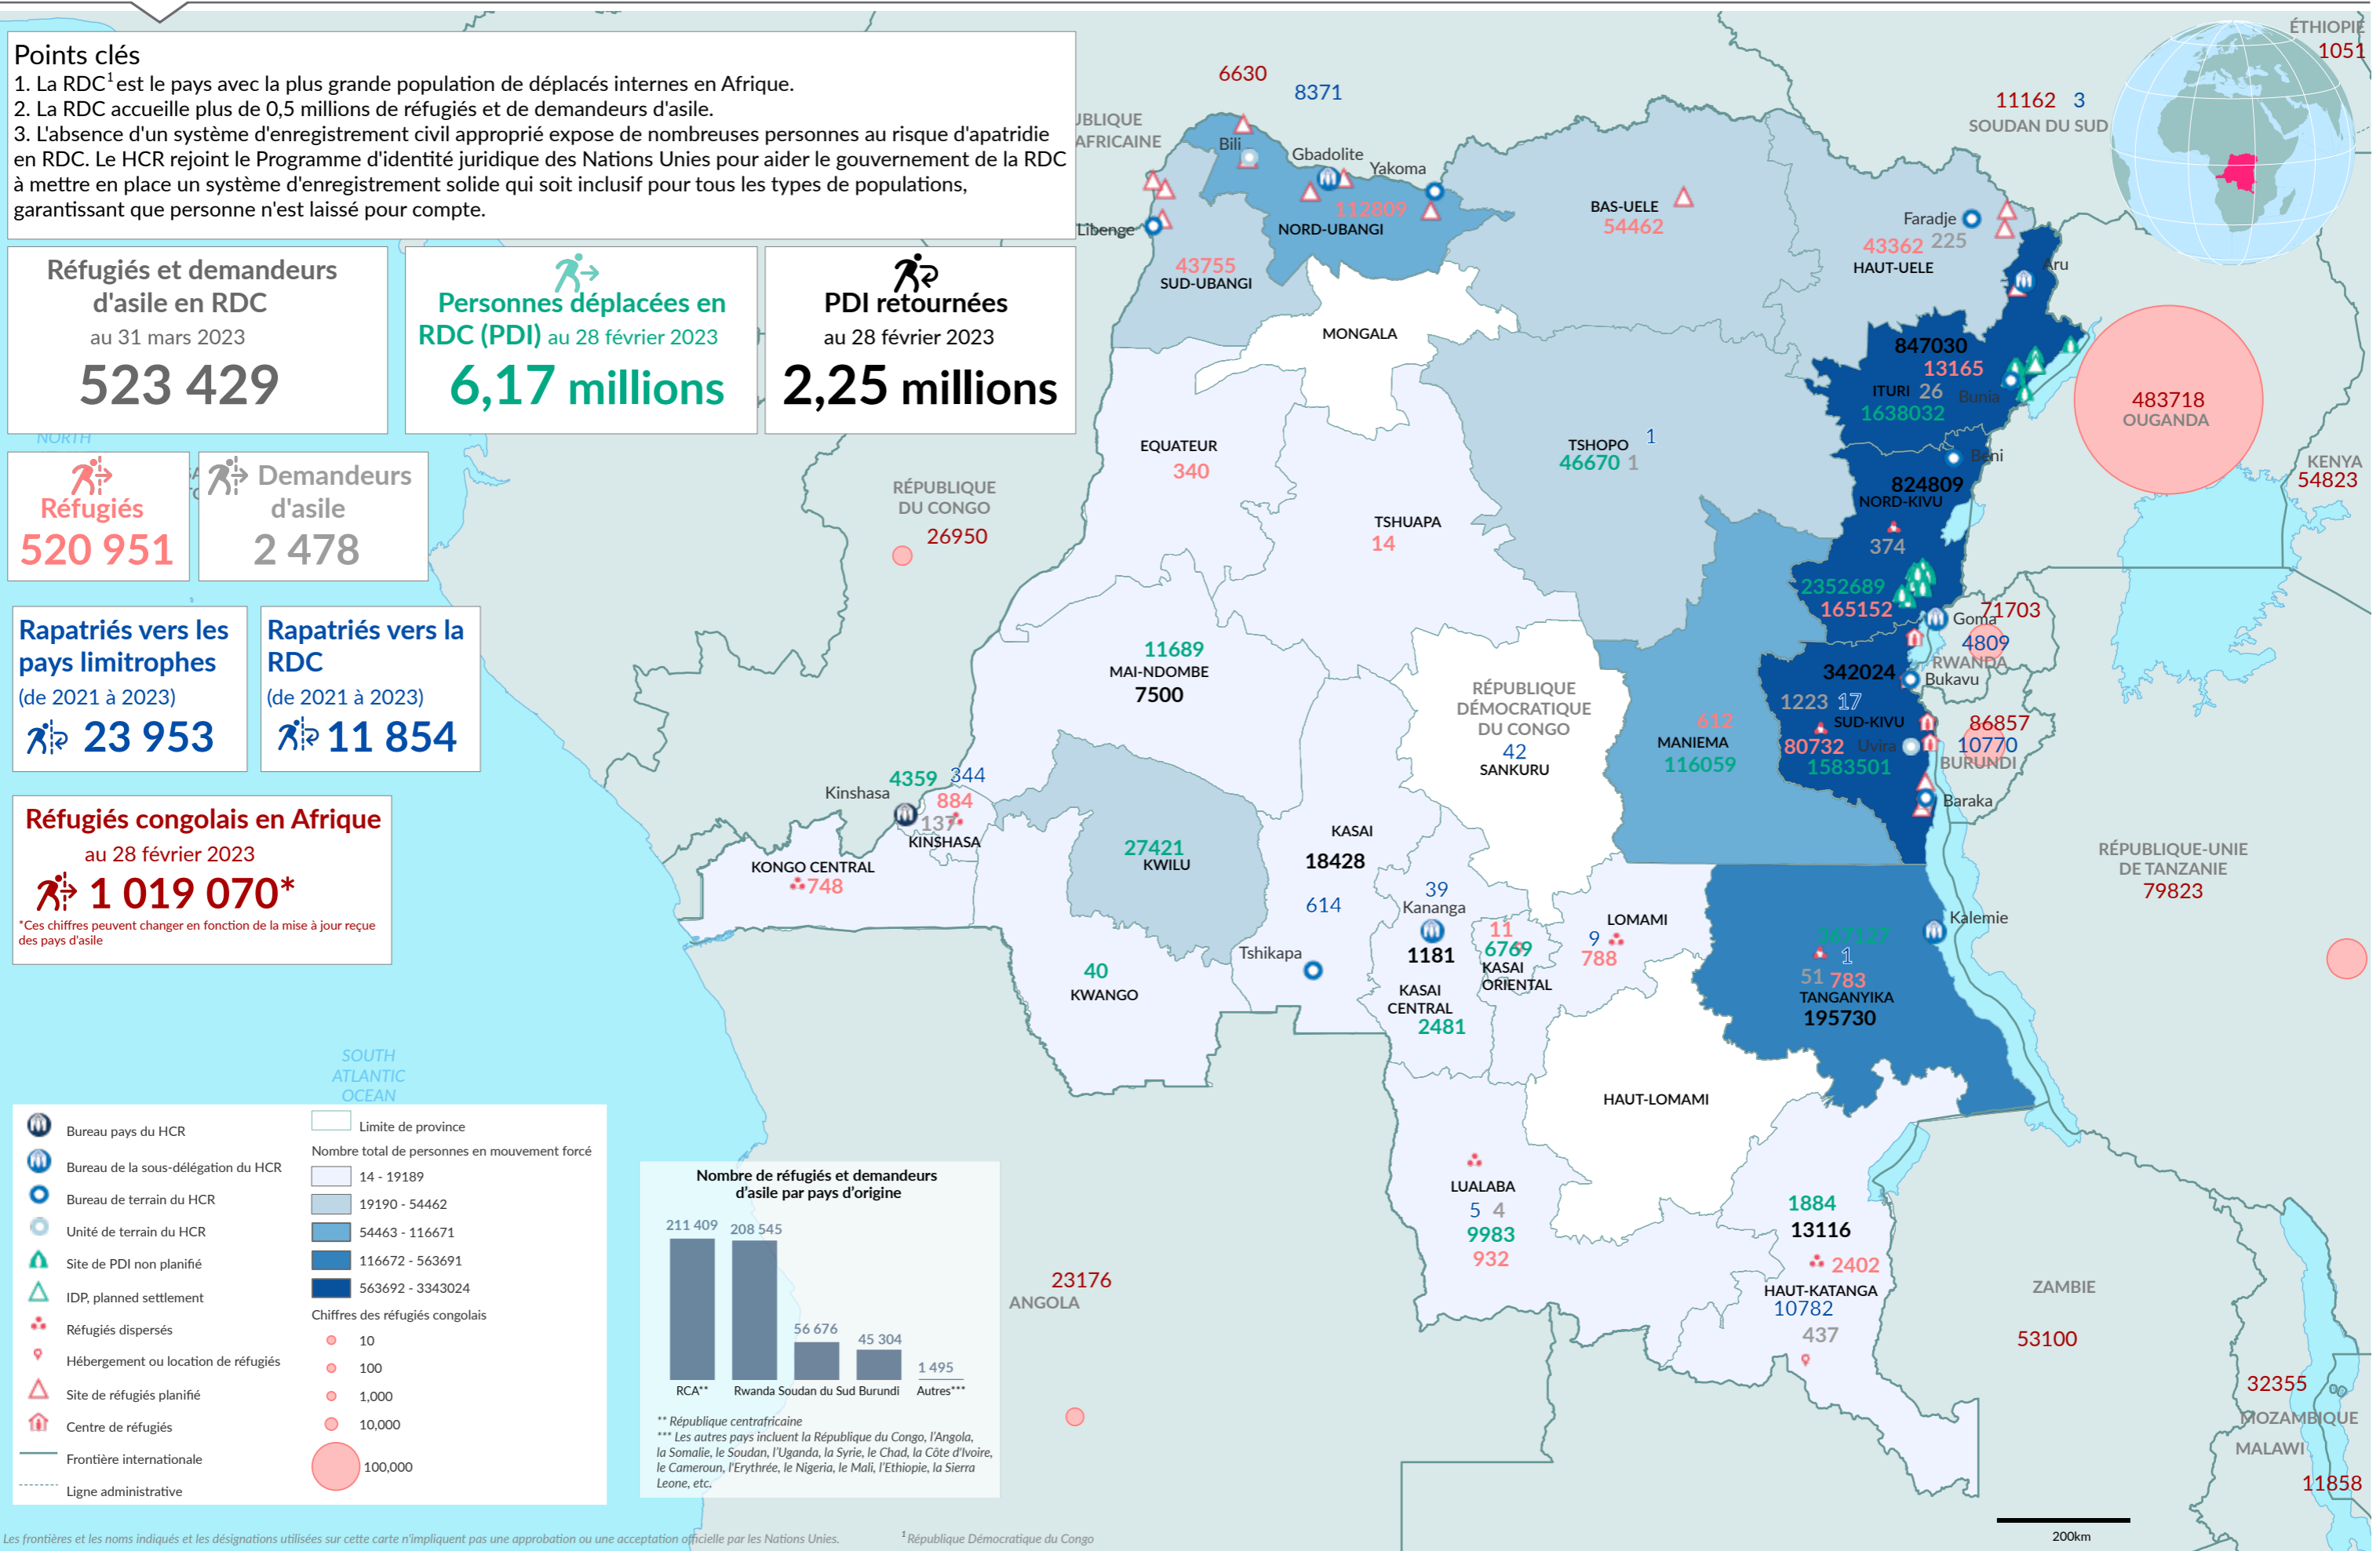 Points clés
1. La RDC¹ est le pays avec la plus grande population de déplacés internes en Afrique.
2. La RDC accueille plus de 0,5 millions de réfugiés et de demandeurs d'asile.
3. L'absence d'un système d'enregistrement civil approprié expose de nombreuses personnes au risque d'apatridie
en RDC. Le HCR rejoint le Programme d'identité juridique des Nations Unies pour aider le gouvernement de la RDC
à mettre en place un système d'enregistrement solide qui soit inclusif pour tous les types de populations,
garantissant que personne n'est laissé pour compte.
Réfugiés et demandeurs
d'asile en RDC
au 31 mars 2023
523 429
Personnes déplacées en
RDC (PDI) au 28 février 2023
6,17 millions
PDI retournées
au 28 février 2023
2,25 millions
NORTH
Réfugiés
520 951
Demandeurs
d'asile
2 478
Rapatriés vers les
pays limitrophes
(de 2021 à 2023)
23 953
Rapatriés vers la
RDC
(de 2021 à 2023)
11 854
Réfugiés congolais en Afrique
au 28 février 2023
1 019 070*
*Ces chiffres peuvent changer en fonction de la mise à jour reçue
des pays d'asile
SOUTH
ATLANTIC
OCEAN
Bureau pays du HCR
Bureau de la sous-délégation du HCR
Bureau de terrain du HCR
Unité de terrain du HCR
Site de PDI non planifié
IDP, planned settlement
Réfugiés dispersés
Hébergement ou location de réfugiés
Site de réfugiés planifié
Centre de réfugiés
Frontière internationale
Ligne administrative
Limite de province
Nombre total de personnes en mouvement forcé
14 - 19189
19190 - 54462
54463 - 116671
116672 - 563691
563692 - 3343024
Chiffres des réfugiés congolais
10
100
1,000
10,000
100,000
Nombre de réfugiés et demandeurs
d'asile par pays d'origine
211 409
208 545
56 676
45 304
1 495
RCA** Rwanda Soudan du Sud Burundi Autres***
** République centrafricaine
*** Les autres pays incluent la République du Congo, l'Angola,
la Somalie, le Soudan, l'Uganda, la Syrie, le Chad, la Côte d'Ivoire,
le Cameroun, l'Erythrée, le Nigeria, le Mali, l'Ethiopie, la Sierra
Leone, etc.
6630
8371
UBLIQUE
AFRICAINE
Bili
Gbadolite
Yakoma
112809
NORD-UBANGI
Libenge
43755
SUD-UBANGI
MONGALA
BAS-UELE
54462
11162 3
SOUDAN DU SUD
ÉTHIOPIE
1051
Faradje
43362 225
HAUT-UELE
Aru
847030
13165
ITURI 26
Bunia
1638032
483718
OUGANDA
KENYA
54823
EQUATEUR
340
TSHUAPA
14
TSHOPO 1
46670 1
Beni
824809
NORD-KIVU
374
2352689
165152
Goma
71703
4809
RWANDA
RÉPUBLIQUE
DU CONGO
26950
11689
MAI-NDOMBE
7500
RÉPUBLIQUE
DÉMOCRATIQUE
DU CONGO
42
SANKURU
612
MANIEMA
116059
342024
Bukavu
1223 17
SUD-KIVU
80732
Uvira
1583501
86857
10770
BURUNDI
Baraka
RÉPUBLIQUE-UNIE
DE TANZANIE
79823
4359 344
Kinshasa
884
137
KINSHASA
KONGO CENTRAL
748
27421
KWILU
40
KWANGO
KASAI
18428
614
Tshikapa
39
Kananga
1181
KASAI
CENTRAL
2481
11
6769
KASAI
ORIENTAL
LOMAMI
9
788
Kalemie
367127
1
51 783
TANGANYIKA
195730
HAUT-LOMAMI
LUALABA
5 4
9983
932
1884
13116
2402
HAUT-KATANGA
10782
437
23176
ANGOLA
ZAMBIE
53100
32355
MOZAMBIQUE
MALAWI
11858
200km
Les frontières et les noms indiqués et les désignations utilisées sur cette carte n'impliquent pas une approbation ou une acceptation officielle par les Nations Unies.
¹ République Démocratique du Congo